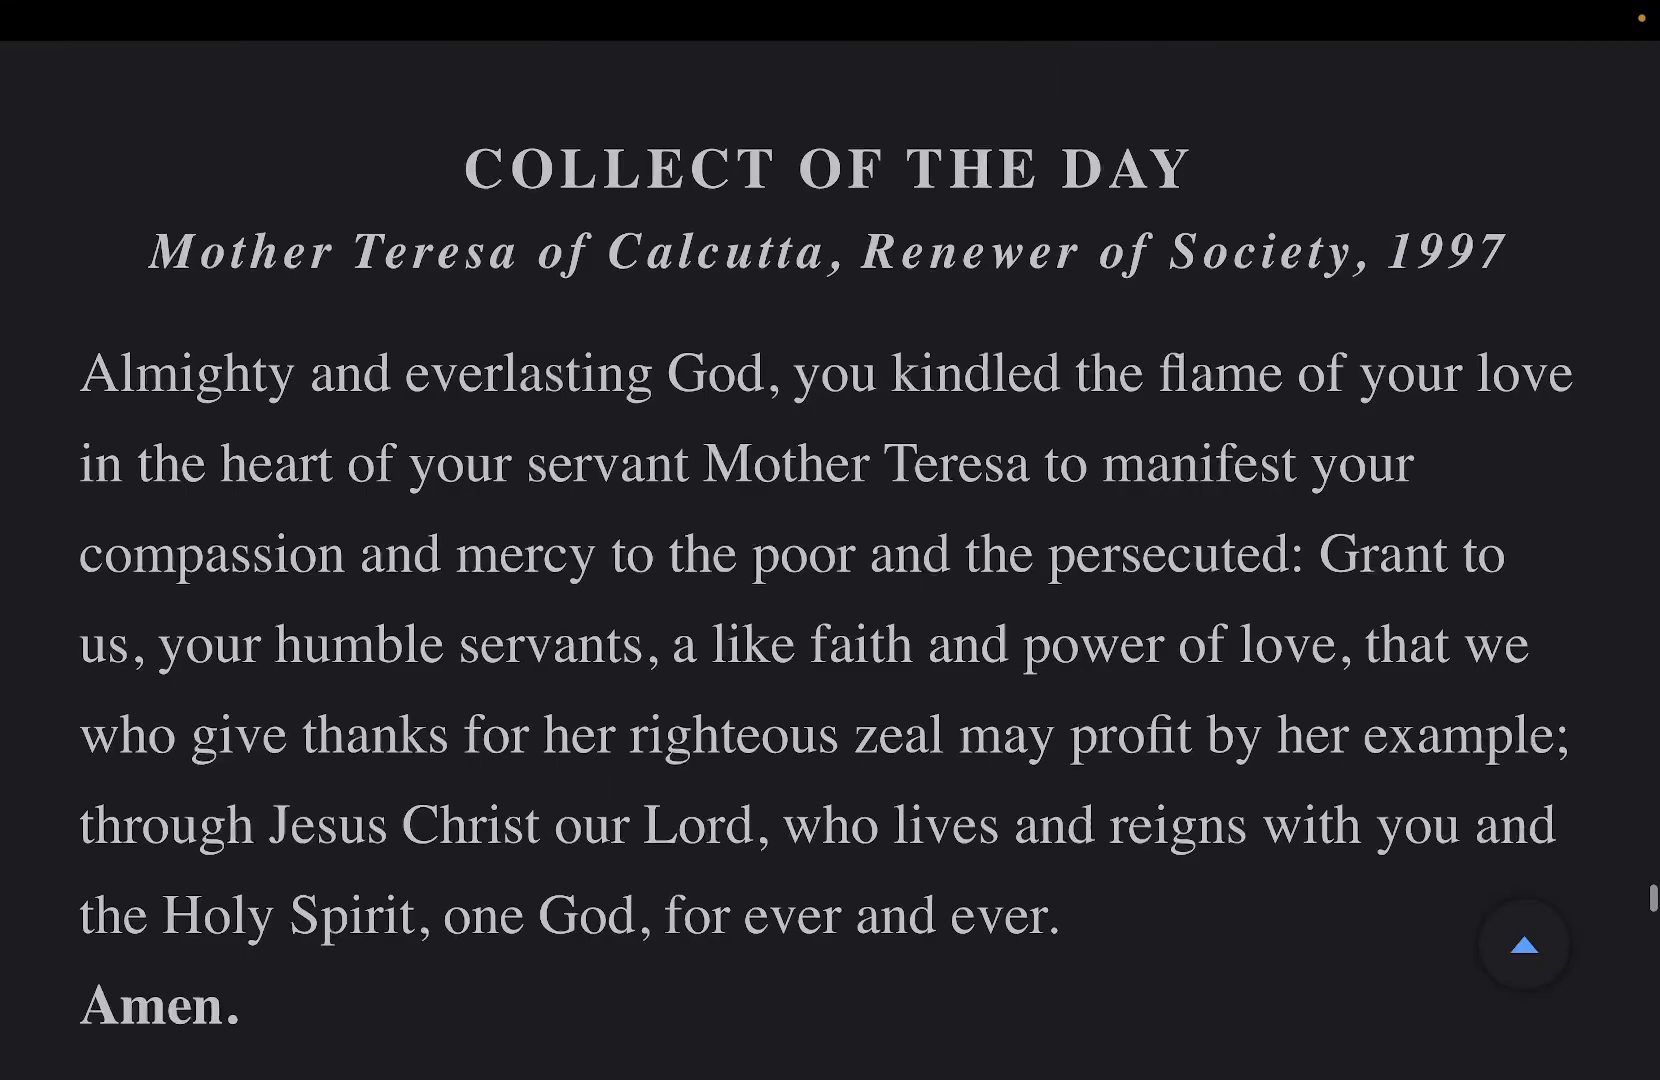 COLLECT OF THE DAY
Mother Teresa of Calcutta, Renewer of Society, 1997
Almighty and everlasting God, you kindled the flame of your love
in the heart of your servant Mother Teresa to manifest your
compassion and mercy to the poor and the persecuted: Grant to
us, your humble servants, a like faith and power of love, that we
who give thanks for her righteous zeal may profit by her example;
through Jesus Christ our Lord, who lives and reigns with you and
the Holy Spirit, one God, for ever and ever.
Amen.